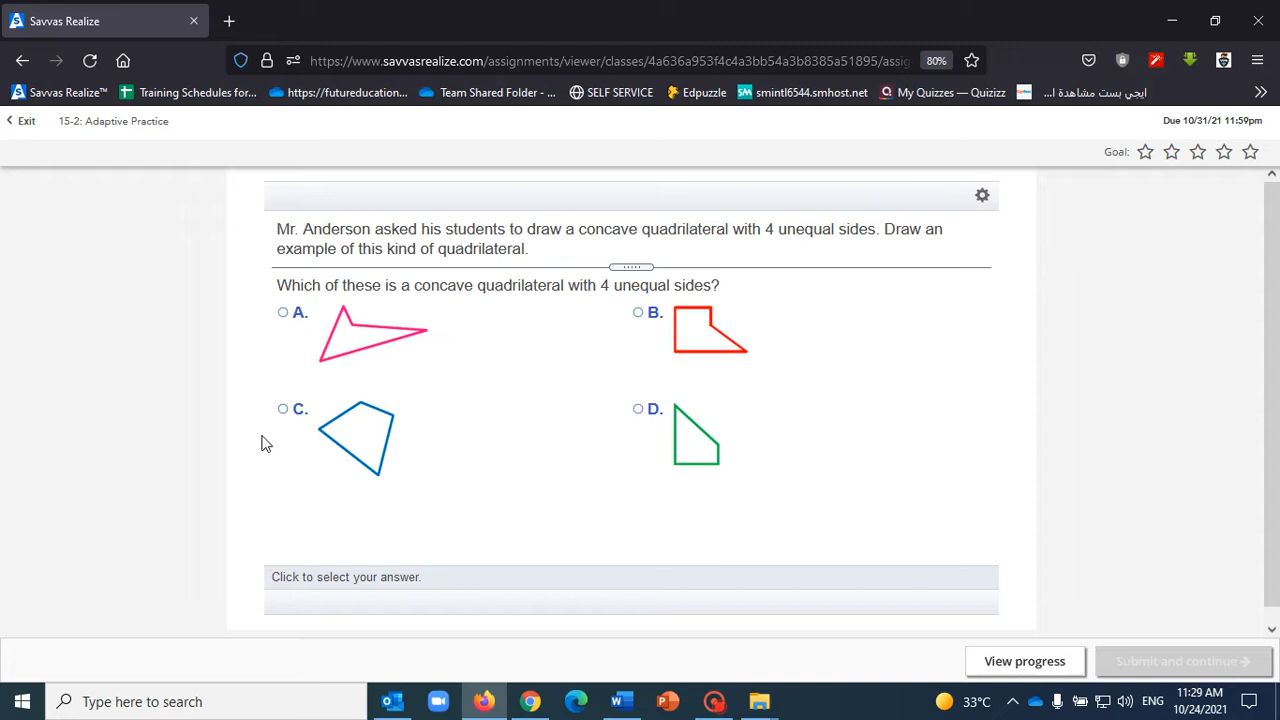 Savvas Realize
https://www.savvasrealize.com/assignments/viewer/classes/4a636a953f4c4a3bb54a3b8385a51895/assig
80%
Savvas Realize™
Training Schedules for...
https://futureeducation...
Team Shared Folder - ...
SELF SERVICE
Edpuzzle
smintl6544.smhost.net
My Quizzes — Quizizz
ايجي بست مشاهدة ا...
Exit
15-2: Adaptive Practice
Due 10/31/21 11:59pm
Goal:
Mr. Anderson asked his students to draw a concave quadrilateral with 4 unequal sides. Draw an
example of this kind of quadrilateral.
Which of these is a concave quadrilateral with 4 unequal sides?
A.
B.
C.
D.
Click to select your answer.
View progress
Submit and continue
Type here to search
33°C
ENG
11:29 AM
10/24/2021